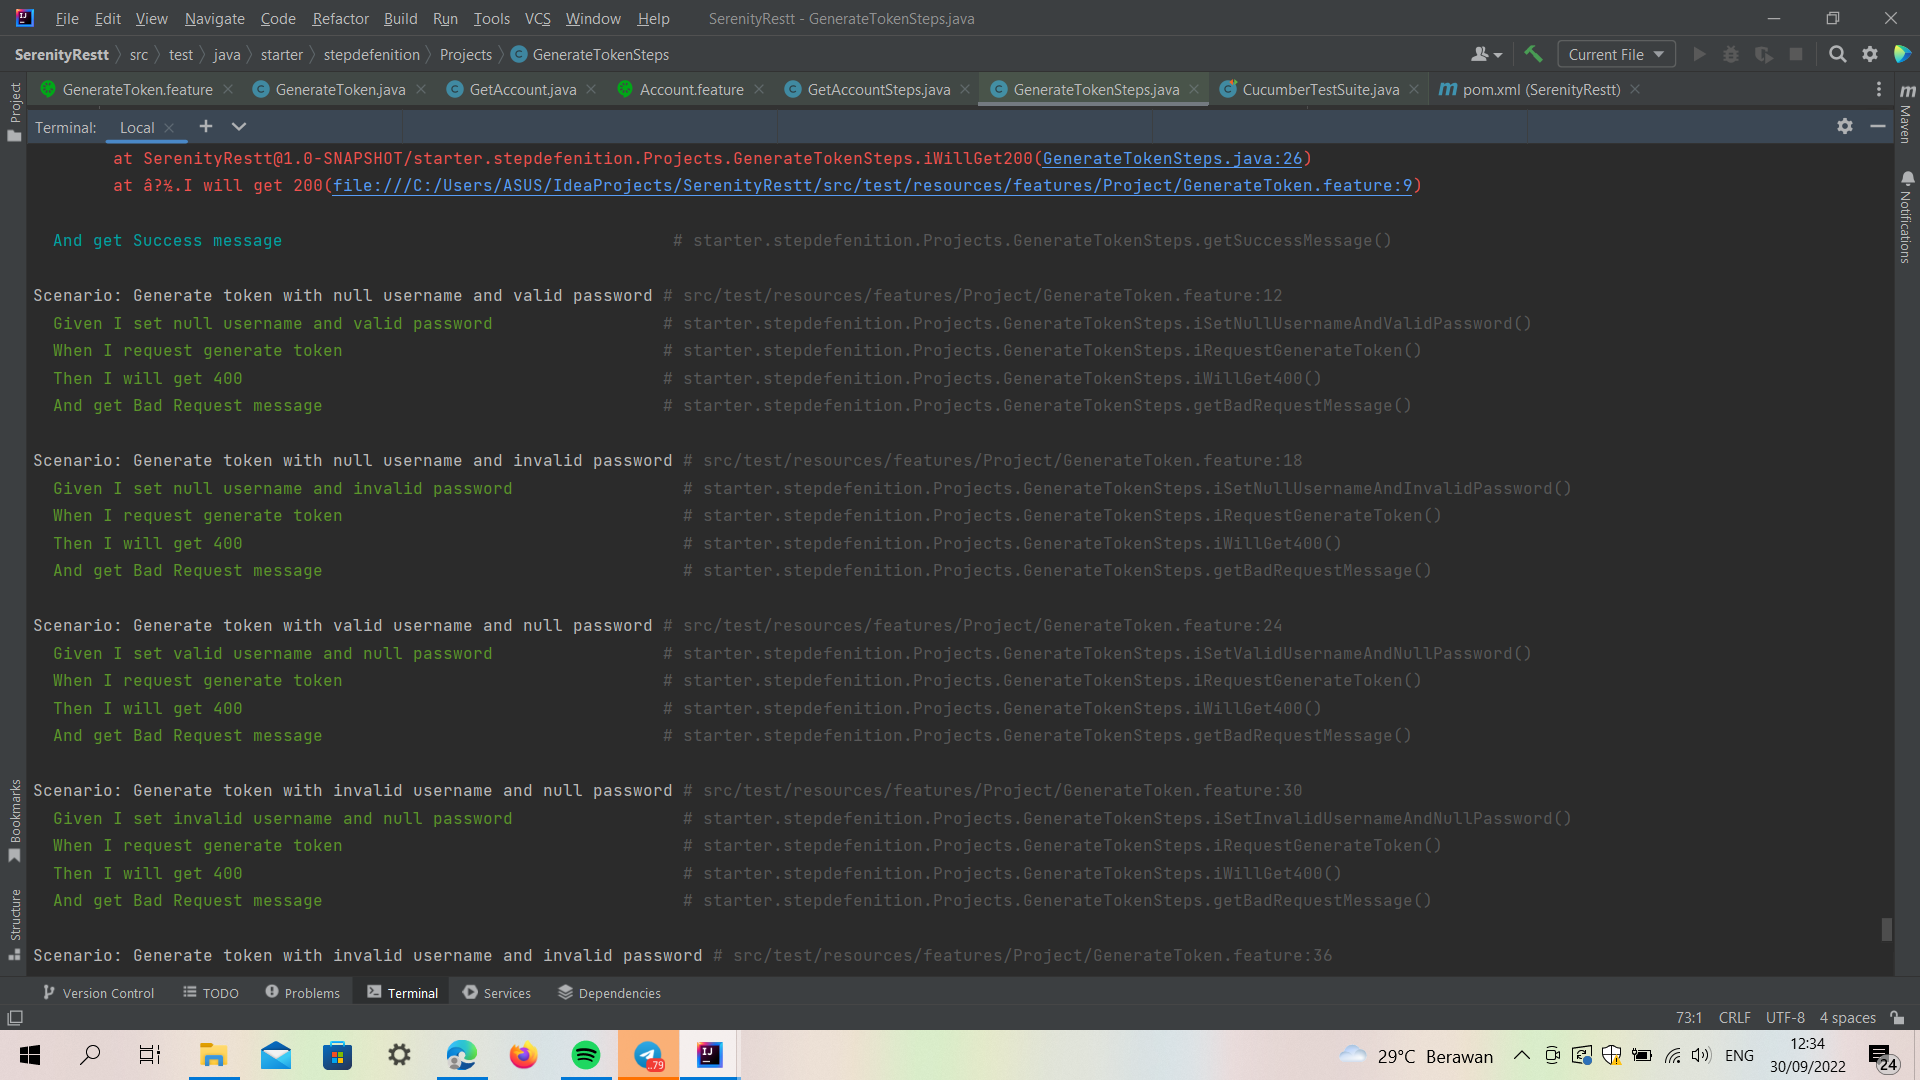 File Edit View Navigate Code Refactor Build Run Tools VCS Window Help SerenityRestt - GenerateTokenSteps.java
SerenityRestt src test java starter stepdefenition Projects GenerateTokenSteps Current File
GenerateToken.feature GenerateToken.java GetAccount.java Account.feature GetAccountSteps.java GenerateTokenSteps.java CucumberTestSuite.java pom.xml (SerenityRestt)
Project
Maven
Notifications
Bookmarks
Structure
Terminal: Local
at SerenityRestt@1.0-SNAPSHOT/starter.stepdefenition.Projects.GenerateTokenSteps.iWillGet200(GenerateTokenSteps.java:26)
at â?½.I will get 200(file:///C:/Users/ASUS/IdeaProjects/SerenityRestt/src/test/resources/features/Project/GenerateToken.feature:9)
And get Success message # starter.stepdefenition.Projects.GenerateTokenSteps.getSuccessMessage()
Scenario: Generate token with null username and valid password # src/test/resources/features/Project/GenerateToken.feature:12
Given I set null username and valid password # starter.stepdefenition.Projects.GenerateTokenSteps.iSetNullUsernameAndValidPassword()
When I request generate token # starter.stepdefenition.Projects.GenerateTokenSteps.iRequestGenerateToken()
Then I will get 400 # starter.stepdefenition.Projects.GenerateTokenSteps.iWillGet400()
And get Bad Request message # starter.stepdefenition.Projects.GenerateTokenSteps.getBadRequestMessage()
Scenario: Generate token with null username and invalid password # src/test/resources/features/Project/GenerateToken.feature:18
Given I set null username and invalid password # starter.stepdefenition.Projects.GenerateTokenSteps.iSetNullUsernameAndInvalidPassword()
When I request generate token # starter.stepdefenition.Projects.GenerateTokenSteps.iRequestGenerateToken()
Then I will get 400 # starter.stepdefenition.Projects.GenerateTokenSteps.iWillGet400()
And get Bad Request message # starter.stepdefenition.Projects.GenerateTokenSteps.getBadRequestMessage()
Scenario: Generate token with valid username and null password # src/test/resources/features/Project/GenerateToken.feature:24
Given I set valid username and null password # starter.stepdefenition.Projects.GenerateTokenSteps.iSetValidUsernameAndNullPassword()
When I request generate token # starter.stepdefenition.Projects.GenerateTokenSteps.iRequestGenerateToken()
Then I will get 400 # starter.stepdefenition.Projects.GenerateTokenSteps.iWillGet400()
And get Bad Request message # starter.stepdefenition.Projects.GenerateTokenSteps.getBadRequestMessage()
Scenario: Generate token with invalid username and null password # src/test/resources/features/Project/GenerateToken.feature:30
Given I set invalid username and null password # starter.stepdefenition.Projects.GenerateTokenSteps.iSetInvalidUsernameAndNullPassword()
When I request generate token # starter.stepdefenition.Projects.GenerateTokenSteps.iRequestGenerateToken()
Then I will get 400 # starter.stepdefenition.Projects.GenerateTokenSteps.iWillGet400()
And get Bad Request message # starter.stepdefenition.Projects.GenerateTokenSteps.getBadRequestMessage()
Scenario: Generate token with invalid username and invalid password # src/test/resources/features/Project/GenerateToken.feature:36
Version Control TODO Problems Terminal Services Dependencies
73:1 CRLF UTF-8 4 spaces
..79 29°C Berawan ENG 12:34
30/09/2022 24